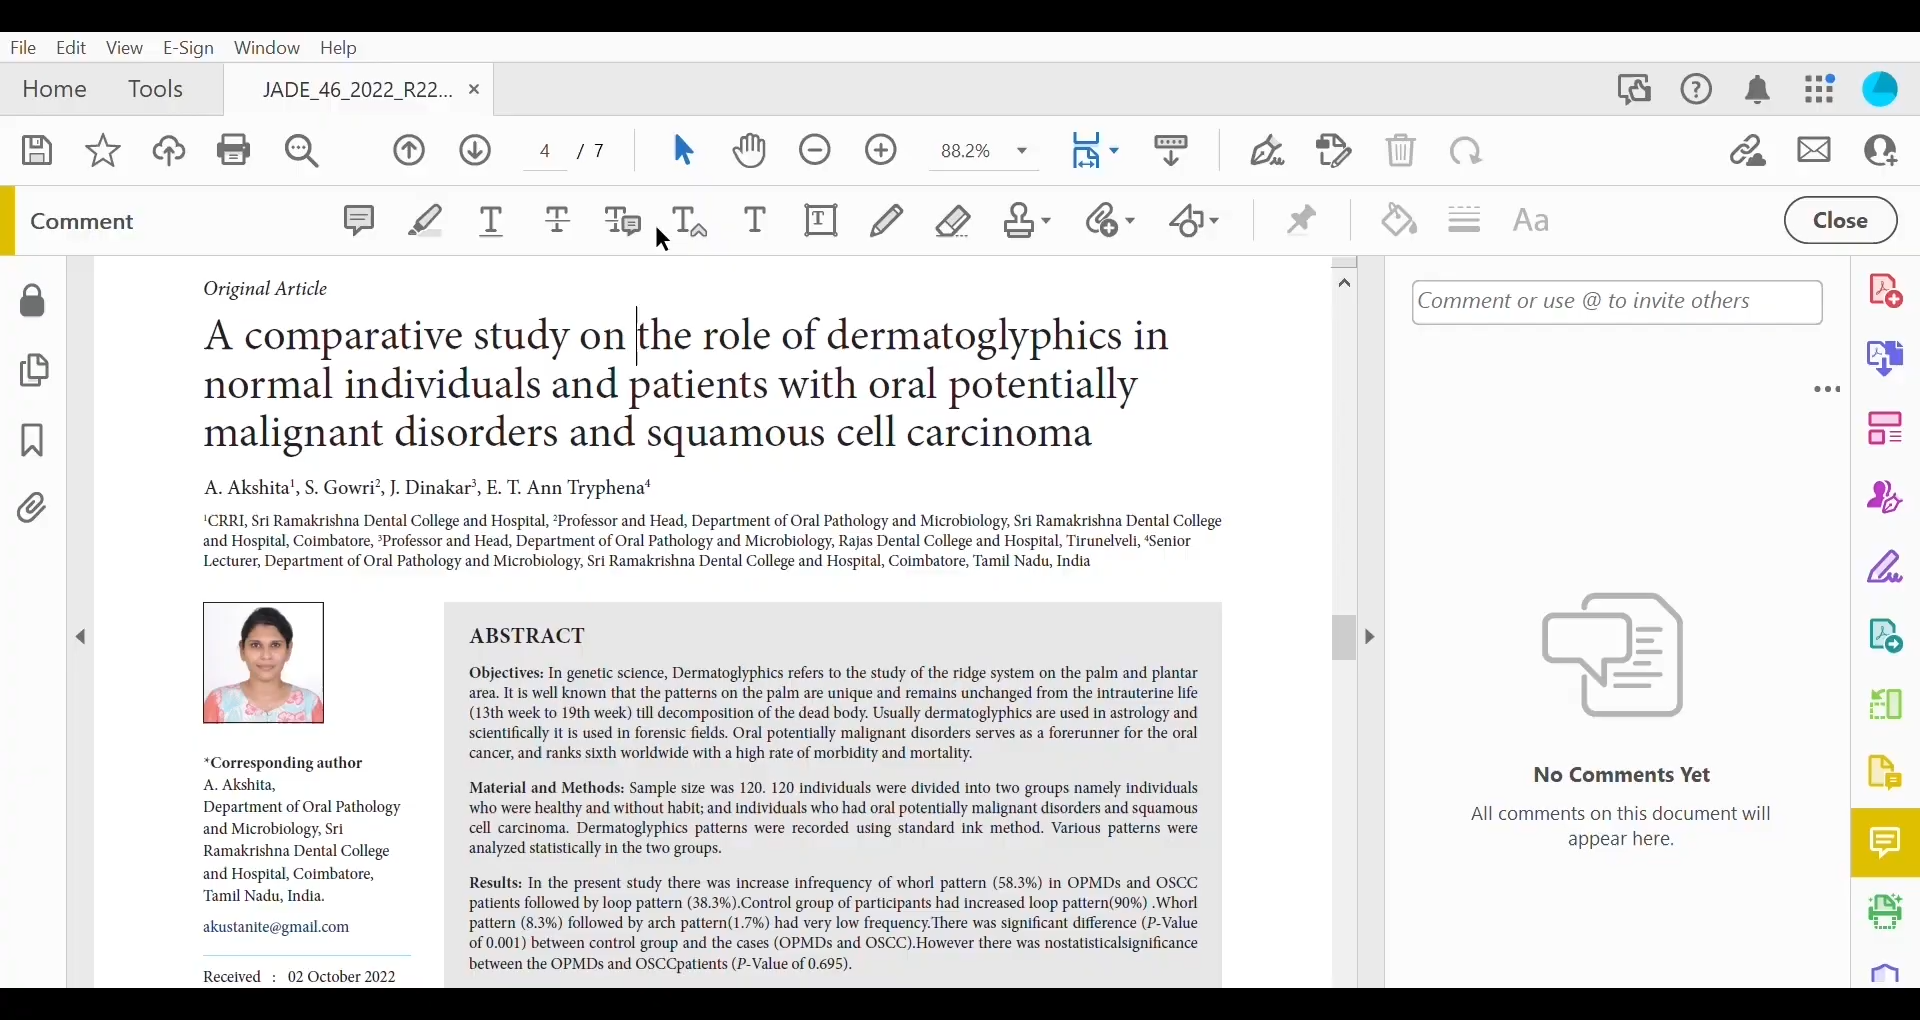 File Edit View E-Sign Window Help
Home Tools JADE_46_2022_R22... ×
4 / 7 88.2%
Comment Aa Close
Original Article
A comparative study on the role of dermatoglyphics in
normal individuals and patients with oral potentially
malignant disorders and squamous cell carcinoma
A. Akshita¹, S. Gowri², J. Dinakar³, E. T. Ann Tryphena⁴
¹CRRI, Sri Ramakrishna Dental College and Hospital, ²Professor and Head, Department of Oral Pathology and Microbiology, Sri Ramakrishna Dental College
and Hospital, Coimbatore, ³Professor and Head, Department of Oral Pathology and Microbiology, Rajas Dental College and Hospital, Tirunelveli, ⁴Senior
Lecturer, Department of Oral Pathology and Microbiology, Sri Ramakrishna Dental College and Hospital, Coimbatore, Tamil Nadu, India
*Corresponding author
A. Akshita,
Department of Oral Pathology
and Microbiology, Sri
Ramakrishna Dental College
and Hospital, Coimbatore,
Tamil Nadu, India.
akustanite@gmail.com
Received : 02 October 2022
ABSTRACT
Objectives: In genetic science, Dermatoglyphics refers to the study of the ridge system on the palm and plantar
area. It is well known that the patterns on the palm are unique and remains unchanged from the intrauterine life
(13th week to 19th week) till decomposition of the dead body. Usually dermatoglyphics are used in astrology and
scientifically it is used in forensic fields. Oral potentially malignant disorders serves as a forerunner for the oral
cancer, and ranks sixth worldwide with a high rate of morbidity and mortality.
Material and Methods: Sample size was 120. 120 individuals were divided into two groups namely individuals
who were healthy and without habit; and individuals who had oral potentially malignant disorders and squamous
cell carcinoma. Dermatoglyphics patterns were recorded using standard ink method. Various patterns were
analyzed statistically in the two groups.
Results: In the present study there was increase infrequency of whorl pattern (58.3%) in OPMDs and OSCC
patients followed by loop pattern (38.3%).Control group of participants had increased loop pattern(90%) .Whorl
pattern (8.3%) followed by arch pattern(1.7%) had very low frequency.There was significant difference (P-Value
of 0.001) between control group and the cases (OPMDs and OSCC).However there was nostatisticalsignificance
between the OPMDs and OSCCpatients (P-Value of 0.695).
Comment or use @ to invite others
No Comments Yet
All comments on this document will
appear here.